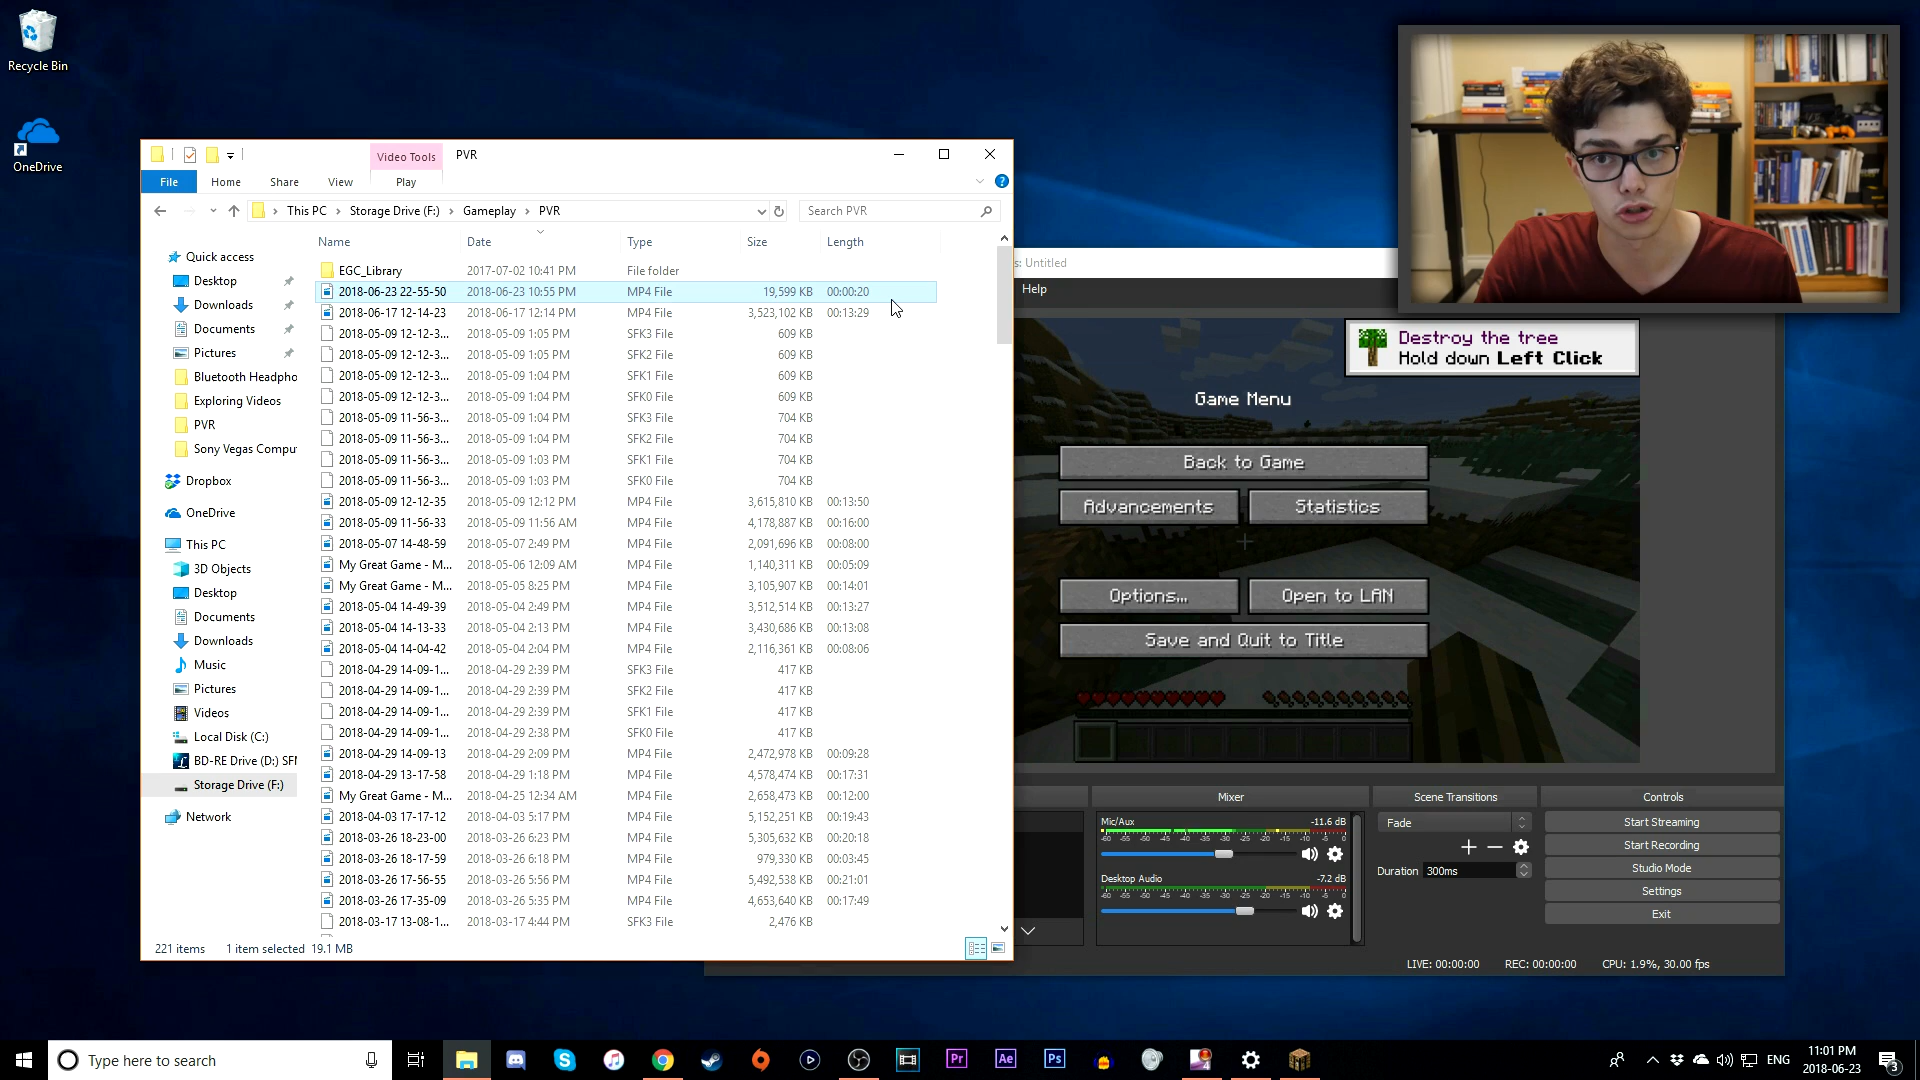 Recycle Bin
OneDrive
Video Tools
PVR
File
Home
Share
View
Play
This PC
Storage Drive (F:)
Gameplay
PVR
Search PVR
Name
Date
Type
Size
Length
EGC_Library 2017-07-02 10:41 PM File folder
2018-06-23 22-55-50 2018-06-23 10:55 PM MP4 File 19,599 KB 00:00:20
2018-06-17 12-14-23 2018-06-17 12:14 PM MP4 File 3,523,102 KB 00:13:29
2018-05-09 12-12-3... 2018-05-09 1:05 PM SFK3 File 609 KB
2018-05-09 12-12-3... 2018-05-09 1:05 PM SFK2 File 609 KB
2018-05-09 12-12-3... 2018-05-09 1:04 PM SFK1 File 609 KB
2018-05-09 12-12-3... 2018-05-09 1:04 PM SFK0 File 609 KB
2018-05-09 11-56-3... 2018-05-09 1:04 PM SFK3 File 704 KB
2018-05-09 11-56-3... 2018-05-09 1:04 PM SFK2 File 704 KB
2018-05-09 11-56-3... 2018-05-09 1:03 PM SFK1 File 704 KB
2018-05-09 11-56-3... 2018-05-09 1:03 PM SFK0 File 704 KB
2018-05-09 12-12-35 2018-05-09 12:12 PM MP4 File 3,615,810 KB 00:13:50
2018-05-09 11-56-33 2018-05-09 11:56 AM MP4 File 4,178,887 KB 00:16:00
2018-05-07 14-48-59 2018-05-07 2:49 PM MP4 File 2,091,696 KB 00:08:00
My Great Game - M... 2018-05-06 12:09 AM MP4 File 1,140,311 KB 00:05:09
My Great Game - M... 2018-05-05 8:25 PM MP4 File 3,105,907 KB 00:14:01
2018-05-04 14-49-39 2018-05-04 2:49 PM MP4 File 3,512,514 KB 00:13:27
2018-05-04 14-13-33 2018-05-04 2:13 PM MP4 File 3,430,686 KB 00:13:08
2018-05-04 14-04-42 2018-05-04 2:04 PM MP4 File 2,116,361 KB 00:08:06
2018-04-29 14-09-1... 2018-04-29 2:39 PM SFK3 File 417 KB
2018-04-29 14-09-1... 2018-04-29 2:39 PM SFK2 File 417 KB
2018-04-29 14-09-1... 2018-04-29 2:39 PM SFK1 File 417 KB
2018-04-29 14-09-1... 2018-04-29 2:38 PM SFK0 File 417 KB
2018-04-29 14-09-13 2018-04-29 2:09 PM MP4 File 2,472,978 KB 00:09:28
2018-04-29 13-17-58 2018-04-29 1:18 PM MP4 File 4,578,474 KB 00:17:31
My Great Game - M... 2018-04-25 12:34 AM MP4 File 2,658,473 KB 00:12:00
2018-04-03 17-17-12 2018-04-03 5:17 PM MP4 File 5,152,251 KB 00:19:43
2018-03-26 18-23-00 2018-03-26 6:23 PM MP4 File 5,305,632 KB 00:20:18
2018-03-26 18-17-59 2018-03-26 6:18 PM MP4 File 979,330 KB 00:03:45
2018-03-26 17-56-55 2018-03-26 5:56 PM MP4 File 5,492,538 KB 00:21:01
2018-03-26 17-35-09 2018-03-26 5:35 PM MP4 File 4,653,640 KB 00:17:49
2018-03-17 13-08-1... 2018-03-17 4:44 PM SFK3 File 2,476 KB
Quick access
Desktop
Downloads
Documents
Pictures
Bluetooth Headpho
Exploring Videos
PVR
Sony Vegas Compu
Dropbox
OneDrive
This PC
3D Objects
Desktop
Documents
Downloads
Music
Pictures
Videos
Local Disk (C:)
BD-RE Drive (D:) SF
Storage Drive (F:)
Network
221 items 1 item selected 19.1 MB
s: Untitled
Help
Destroy the tree
Hold down Left Click
Game Menu
Back to Game
Advancements
Statistics
Options...
Open to LAN
Save and Quit to Title
Mixer
Scene Transitions
Controls
Mic/Aux -11.6 dB
-60 -55 -50 -45 -40 -35 -30 -25 -20 -15 -10 -5 0
Desktop Audio -7.2 dB
-60 -55 -50 -45 -40 -35 -30 -25 -20 -15 -10 -5 0
Fade
Duration 300ms
Start Streaming
Start Recording
Studio Mode
Settings
Exit
LIVE: 00:00:00 REC: 00:00:00 CPU: 1.9%, 30.00 fps
Type here to search
Pr
Ae
Ps
ENG
11:01 PM
2018-06-23
3